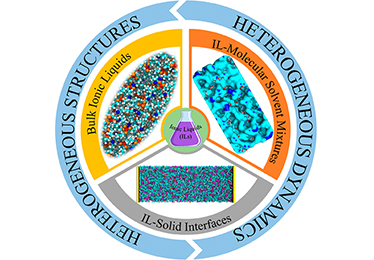 HETEROGENEOUS STRUCTURES
HETEROGENEOUS DYNAMICS
Bulk Ionic Liquids
IL-Molecular Solvent Mixtures
Ionic Liquids
(ILs)
IL-Solid Interfaces